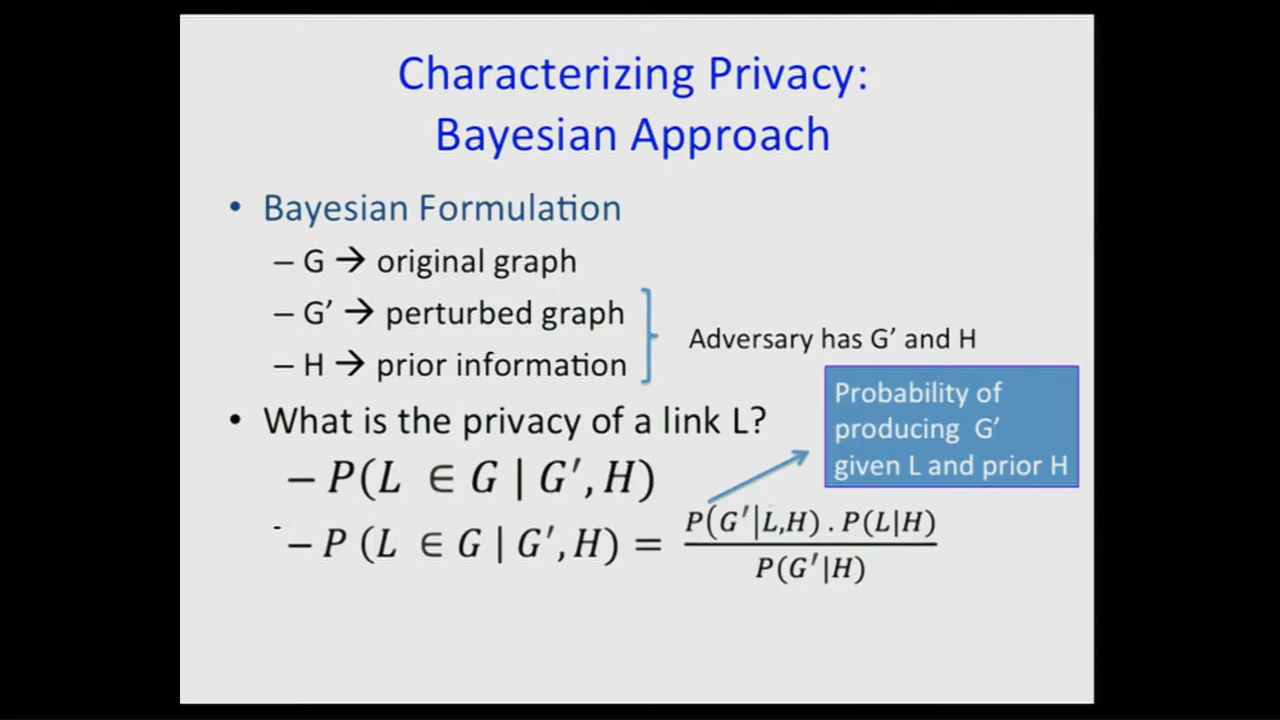 Characterizing Privacy:
Bayesian Approach
• Bayesian Formulation
– G → original graph
– G’ → perturbed graph
– H → prior information
Adversary has G’ and H
• What is the privacy of a link L?
Probability of
producing G’
given L and prior H
– P(L ∈ G | G′, H)
– P (L ∈ G | G′, H) = P(G′|L,H) . P(L|H) / P(G′|H)